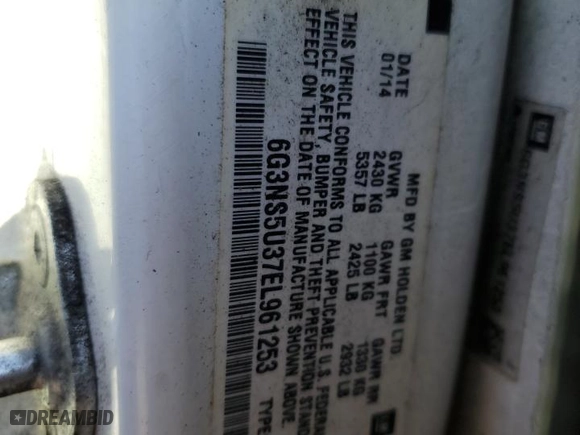 MFD BY GM HOLDEN LTD.
DATE GVWR GAWR FRT GAWR RR
01/14 2430 KG 1100 KG 1330 KG
5357 LB 2425 LB 2932 LB
THIS VEHICLE CONFORMS TO ALL APPLICABLE U.S. FEDERAL
VEHICLE SAFETY, BUMPER AND THEFT PREVENTION STAN
EFFECT ON THE DATE OF MANUFACTURE SHOWN ABOVE.
6G3NS5U37EL961253 TYPE
GM
DREAMBID